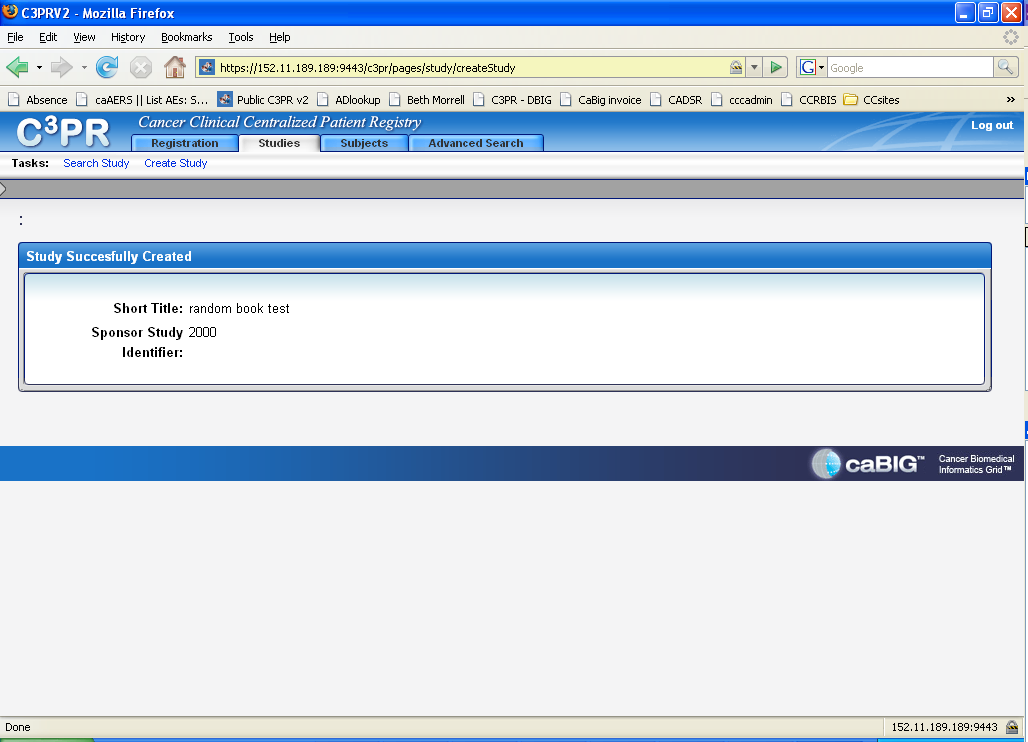 C3PRV2 - Mozilla Firefox
File Edit View History Bookmarks Tools Help
https://152.11.189.189:9443/c3pr/pages/study/createStudy
G Google
Absence caAERS || List AEs: S... Public C3PR v2 ADlookup Beth Morrell C3PR - DBIG CaBig invoice CADSR cccadmin CCRBIS CCsites »
C3PR Cancer Clinical Centralized Patient Registry Log out
Registration Studies Subjects Advanced Search
Tasks: Search Study Create Study
:
Study Succesfully Created
Short Title: random book test
Sponsor Study 2000
Identifier:
caBIG™ Cancer Biomedical
Informatics Grid™
Done 152.11.189.189:9443